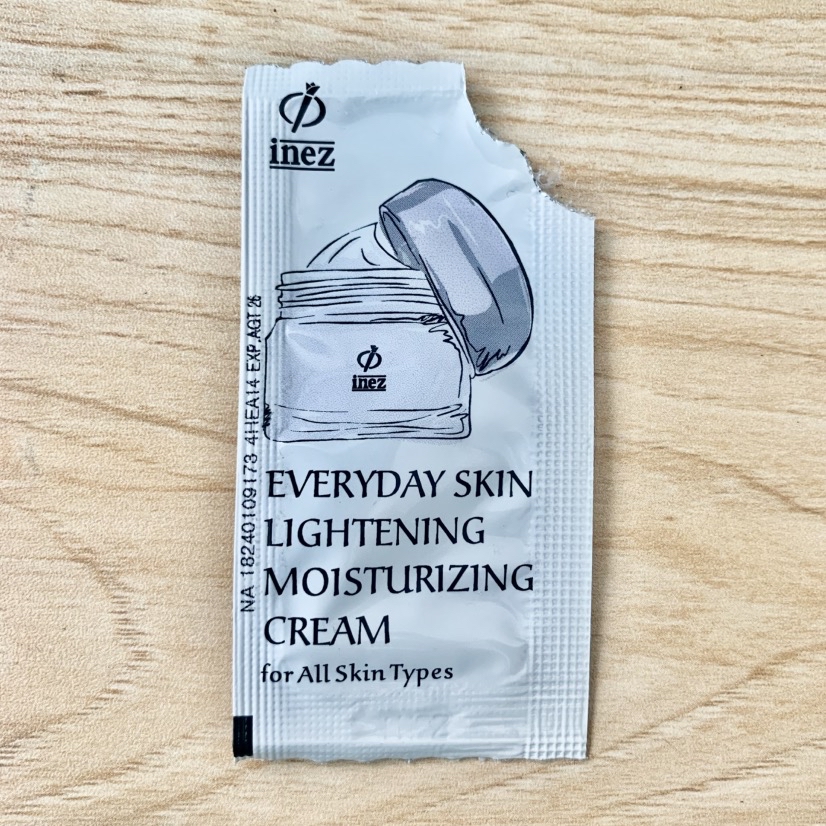 inez
inez
NA 18240109173 4HEA14 EXP.AGT 26
EVERYDAY SKIN
LIGHTENING
MOISTURIZING
CREAM
for All Skin Types